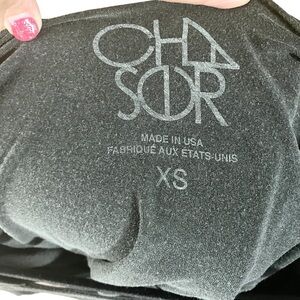 CHA
SER
MADE IN USA
FABRIQUÉ AUX ÉTATS-UNIS
XS